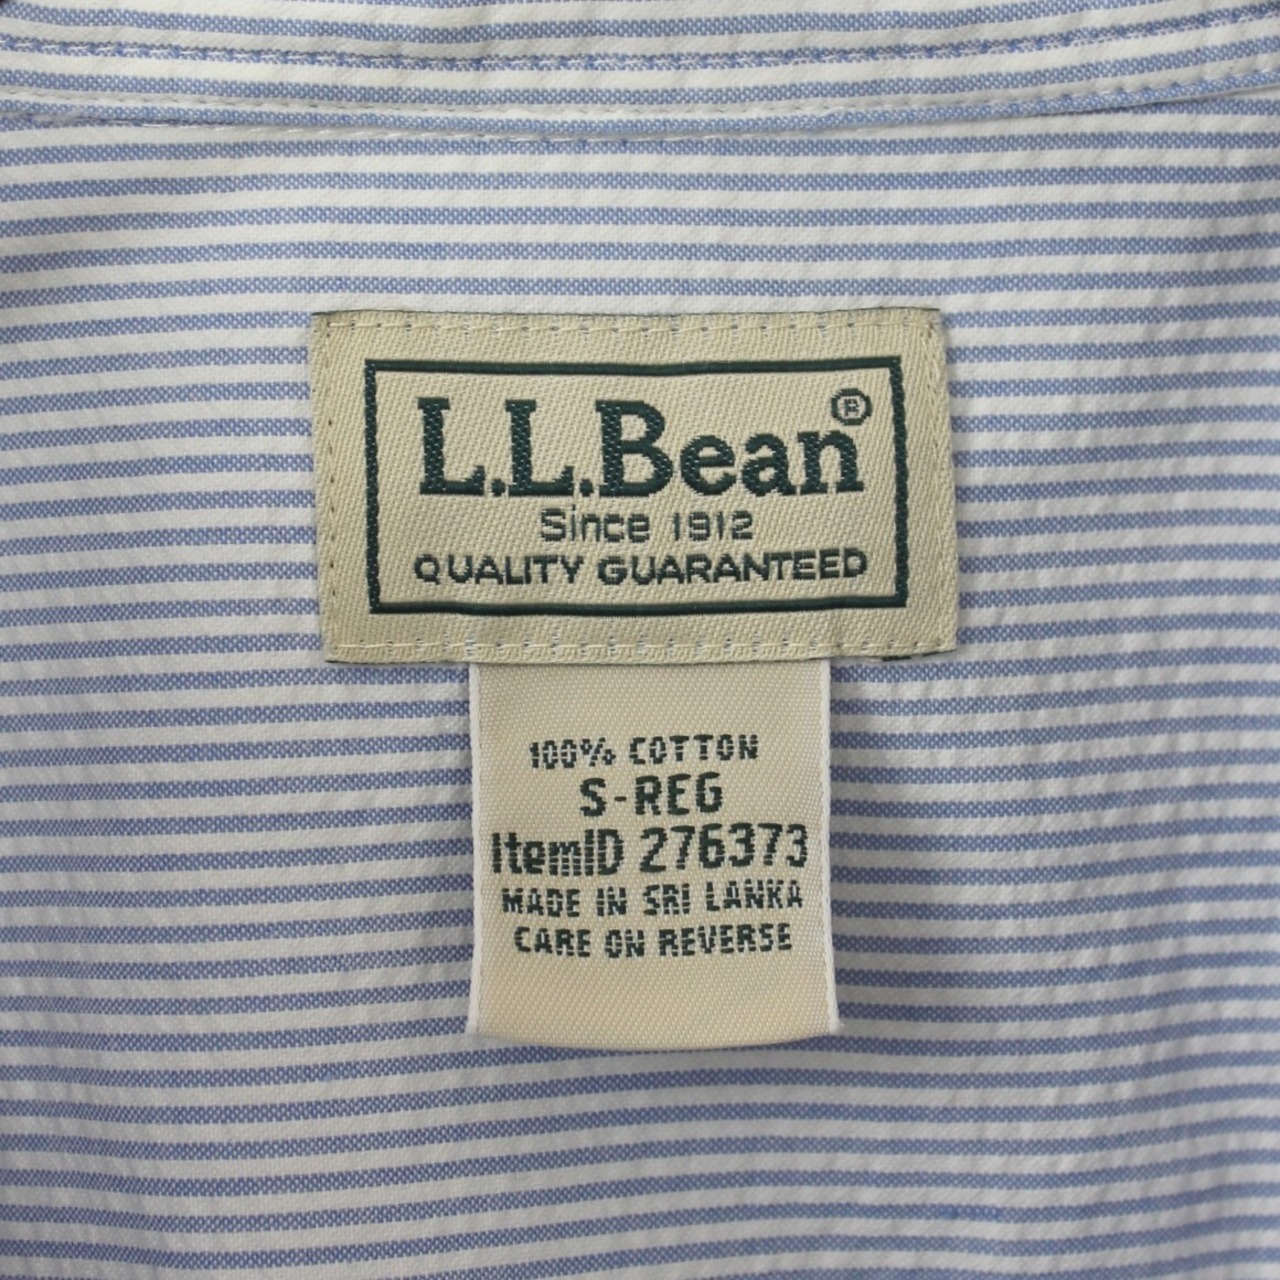 L.L.Bean®
Since 1912
QUALITY GUARANTEED
100% COTTON
S-REG
ItemID 276373
MADE IN SRI LANKA
CARE ON REVERSE